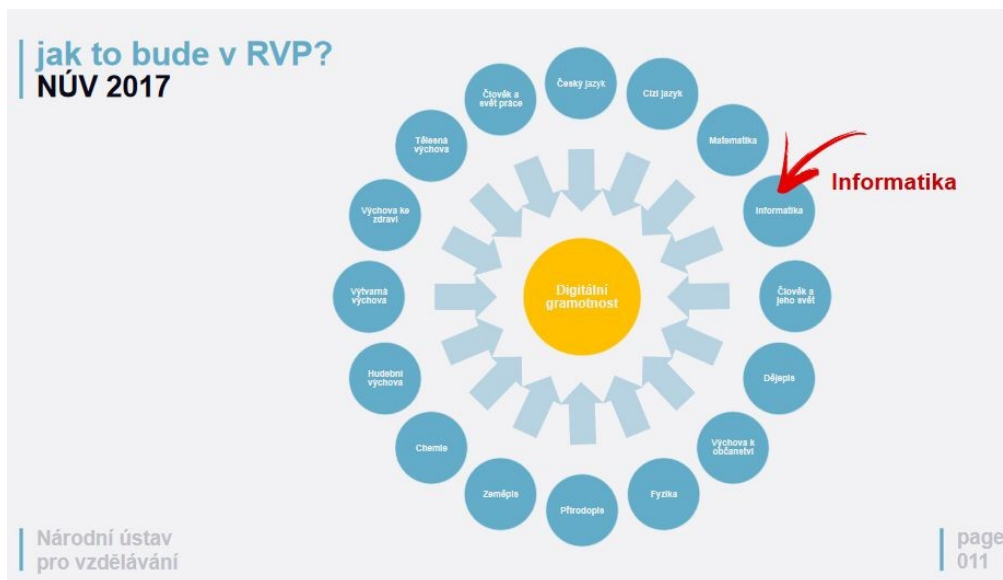 jak to bude v RVP?
NÚV 2017
Český jazyk
Cizí jazyk
Matematika
Informatika
Informatika
Člověk a
jeho svět
Dějepis
Výchova k
občanství
Fyzika
Přírodopis
Zeměpis
Chemie
Hudební
výchova
Výtvarná
výchova
Výchova ke
zdraví
Tělesná
výchova
Člověk a
svět práce
Digitální
gramotnost
Národní ústav
pro vzdělávání
page
011